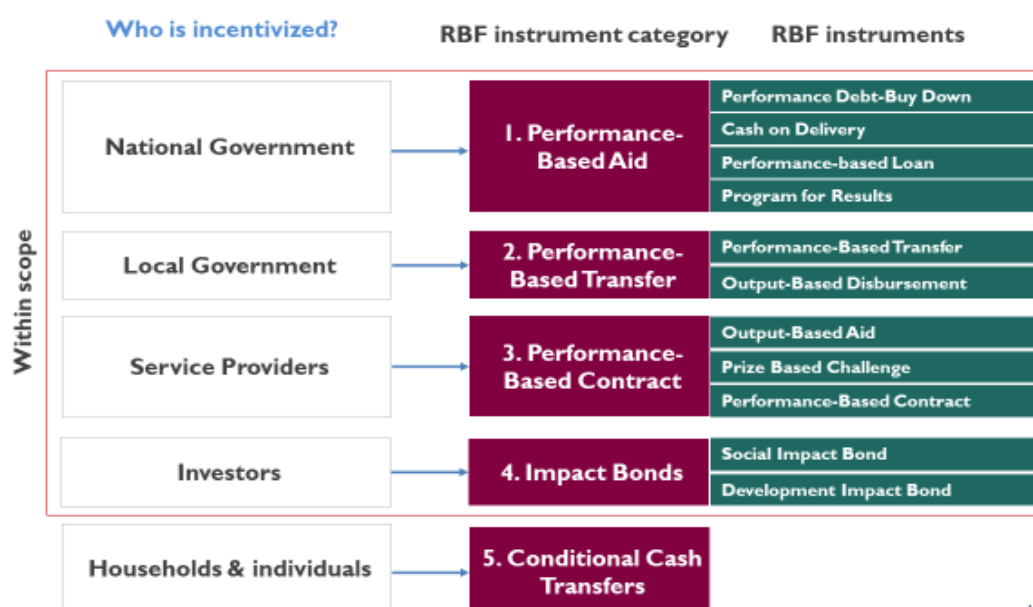 Who is incentivized?
RBF instrument category
RBF instruments
Within scope
National Government
1. Performance-
Based Aid
Performance Debt-Buy Down
Cash on Delivery
Performance-based Loan
Program for Results
Local Government
2. Performance-
Based Transfer
Performance-Based Transfer
Output-Based Disbursement
Service Providers
3. Performance-
Based Contract
Output-Based Aid
Prize Based Challenge
Performance-Based Contract
Investors
4. Impact Bonds
Social Impact Bond
Development Impact Bond
Households & individuals
5. Conditional Cash
Transfers